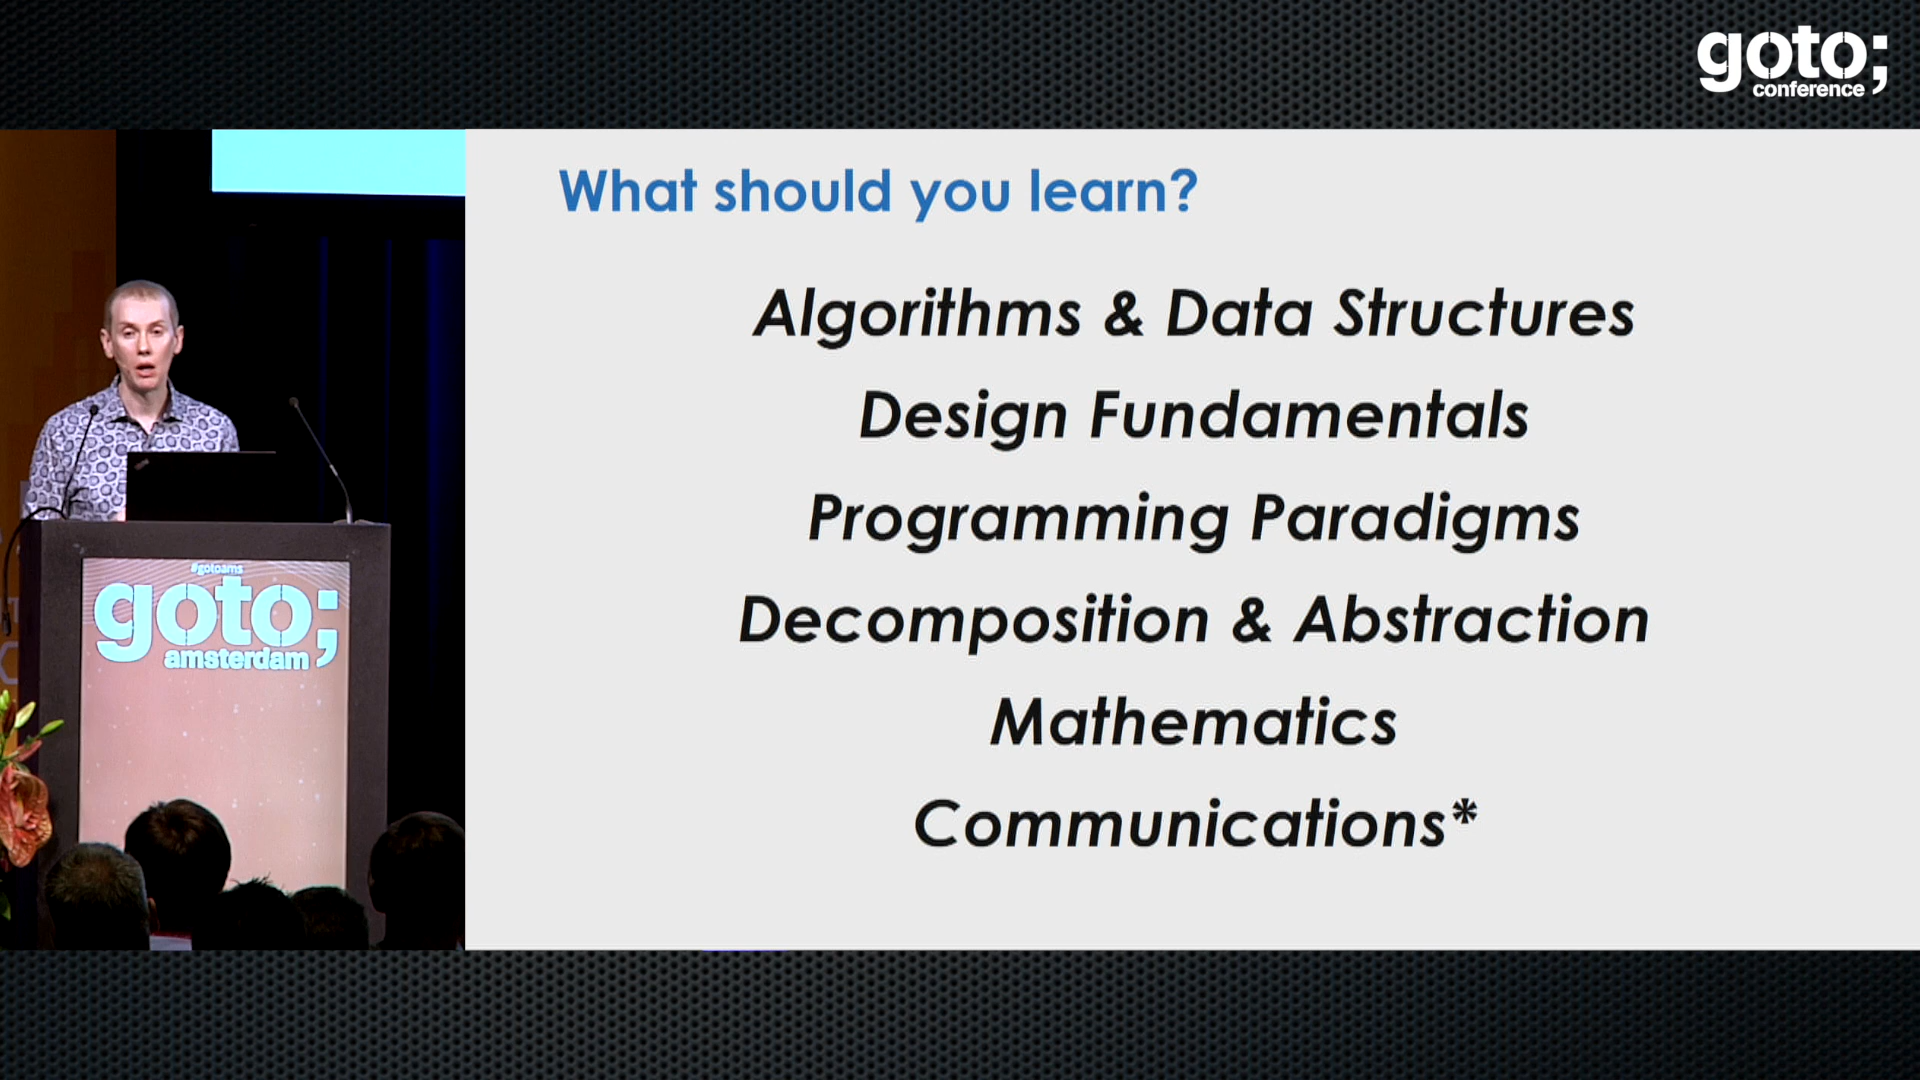 goto;
conference
What should you learn?
Algorithms & Data Structures
Design Fundamentals
Programming Paradigms
Decomposition & Abstraction
Mathematics
Communications*
#gotoams
goto;
amsterdam